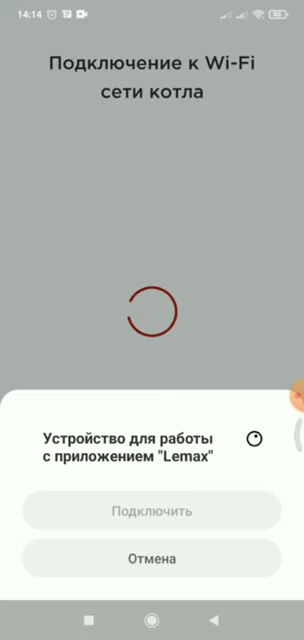 14:14
Подключение к Wi-Fi
сети котла
Устройство для работы
с приложением "Lemax"
Подключить
Отмена